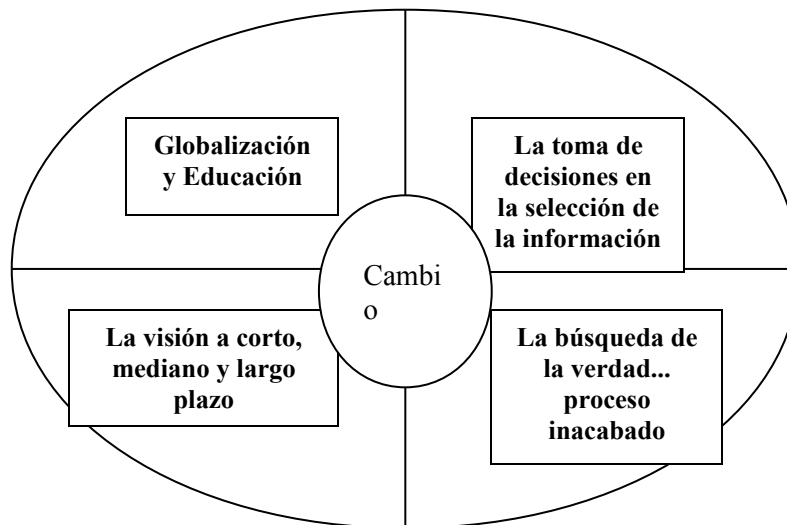 Globalización
y Educación
La toma de
decisiones en
la selección de
la información
Cambi
o
La visión a corto,
mediano y largo
plazo
La búsqueda de
la verdad...
proceso
inacabado